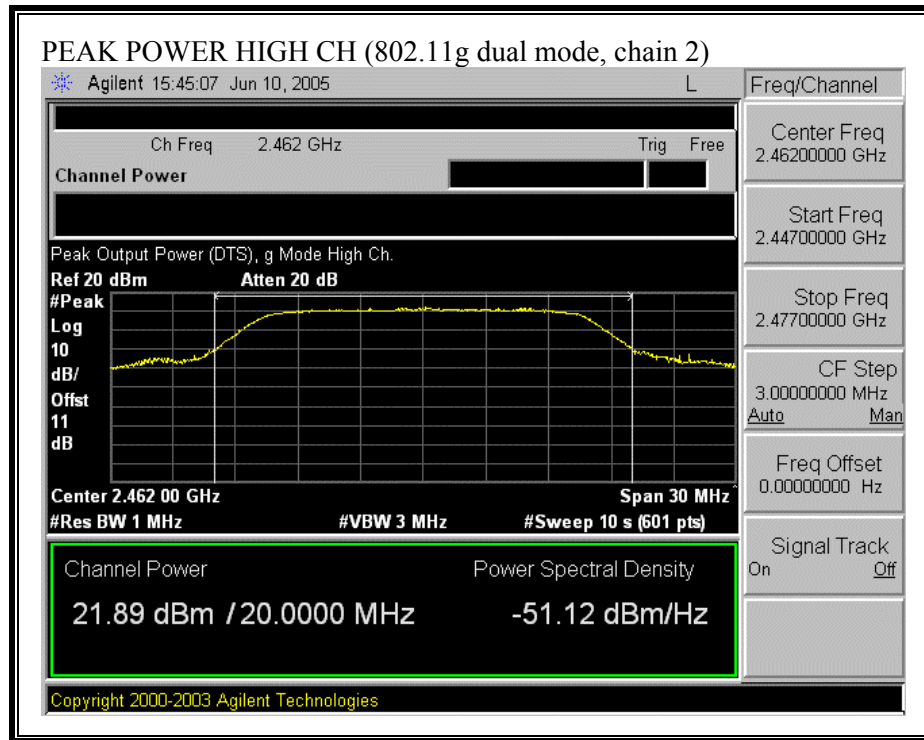 PEAK POWER HIGH CH (802.11g dual mode, chain 2)
Agilent 15:45:07 Jun 10, 2005 L
Freq/Channel
Ch Freq 2.462 GHz Trig Free
Channel Power
Center Freq
2.46200000 GHz
Start Freq
2.44700000 GHz
Stop Freq
2.47700000 GHz
CF Step
3.00000000 MHz
Auto Man
Freq Offset
0.00000000 Hz
Signal Track
On Off
Peak Output Power (DTS), g Mode High Ch.
Ref 20 dBm Atten 20 dB
#Peak
Log
10
dB/
Offst
11
dB
Center 2.462 00 GHz Span 30 MHz
#Res BW 1 MHz #VBW 3 MHz #Sweep 10 s (601 pts)
Channel Power Power Spectral Density
21.89 dBm / 20.0000 MHz -51.12 dBm/Hz
Copyright 2000-2003 Agilent Technologies